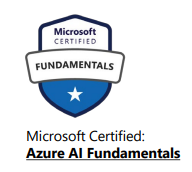 Microsoft
CERTIFIED
FUNDAMENTALS
Microsoft Certified:
Azure AI Fundamentals